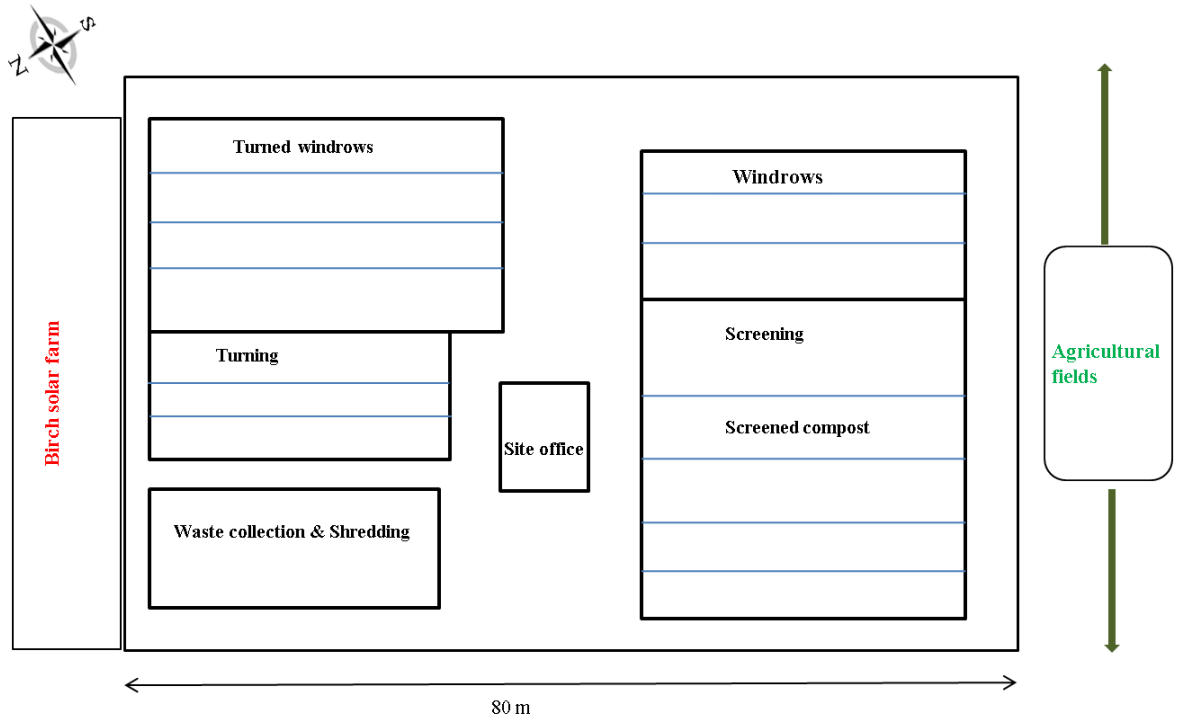 S
N
Turned windrows
Windrows
Turning
Screening
Birch solar farm
Agricultural
fields
Site office
Screened compost
Waste collection & Shredding
80 m